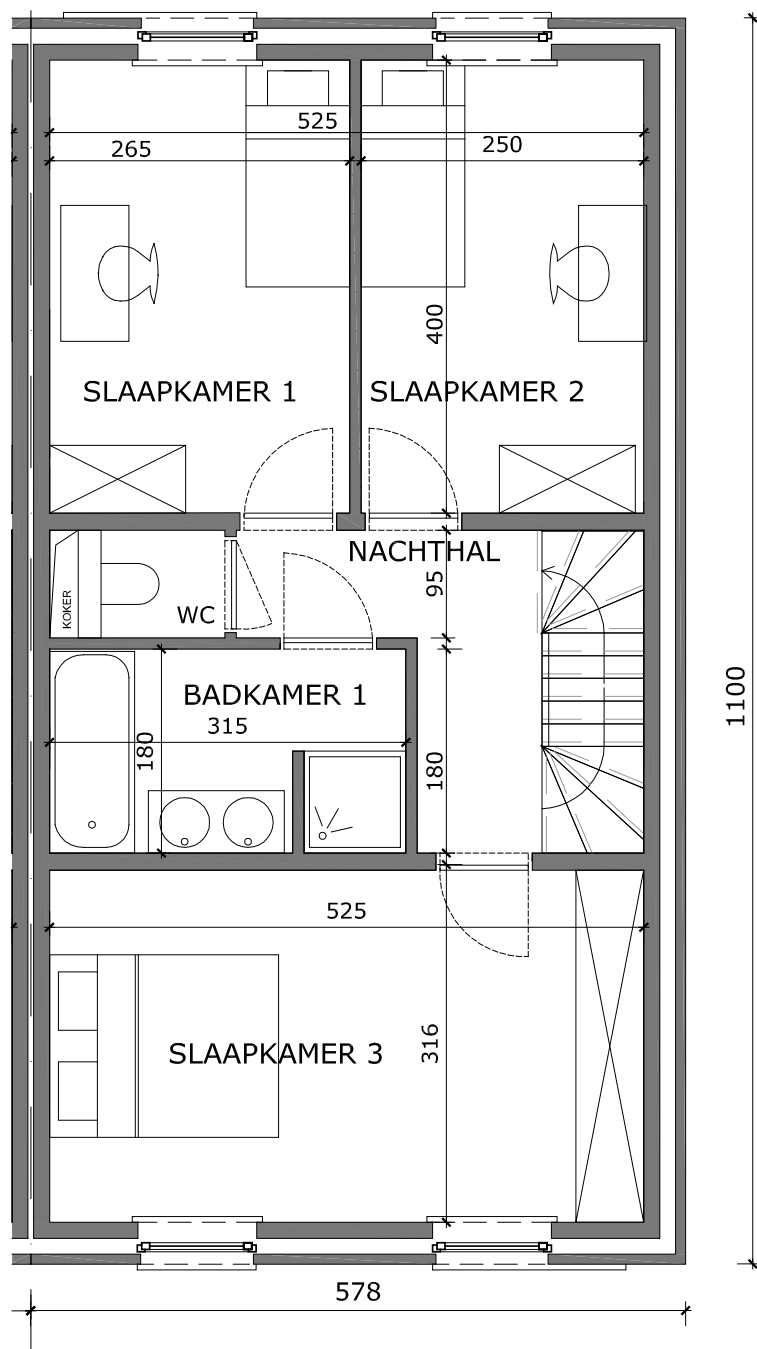 525
265
250
400
SLAAPKAMER 1
SLAAPKAMER 2
NACHTHAL
95
KOKER
WC
BADKAMER 1
1100
315
180
180
525
316
SLAAPKAMER 3
578